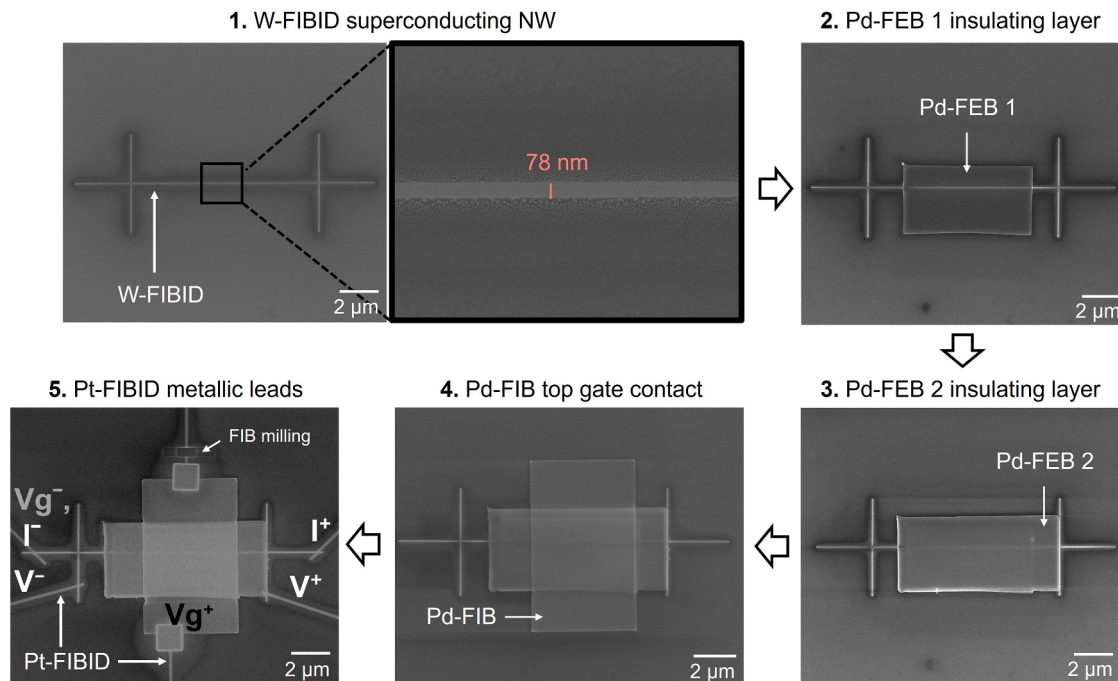 1. W-FIBID superconducting NW
2. Pd-FEB 1 insulating layer
78 nm
W-FIBID
2 µm
Pd-FEB 1
2 µm
5. Pt-FIBID metallic leads
4. Pd-FIB top gate contact
3. Pd-FEB 2 insulating layer
FIB milling
Vg⁻,
I⁻
I⁺
V⁻
V⁺
Vg⁺
Pt-FIBID
2 µm
Pd-FIB
2 µm
Pd-FEB 2
2 µm